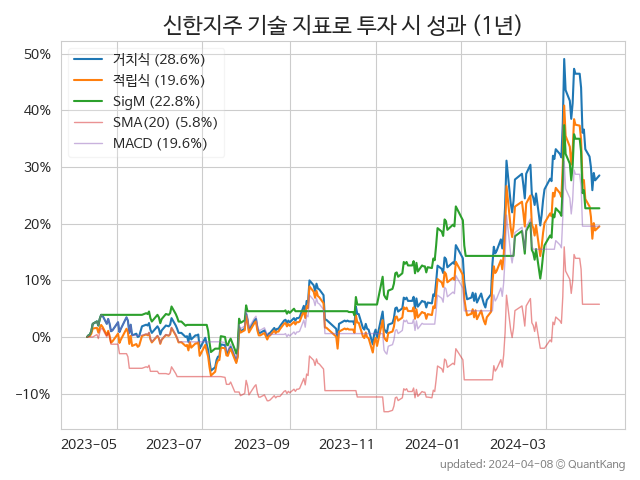 신한지주 기술 지표로 투자 시 성과 (1년)
거치식 (28.6%)
적립식 (19.6%)
SigM (22.8%)
SMA(20) (5.8%)
MACD (19.6%)
50%
40%
30%
20%
10%
0%
−10%
2023-05 2023-07 2023-09 2023-11 2024-01 2024-03
updated: 2024-04-08 © QuantKang